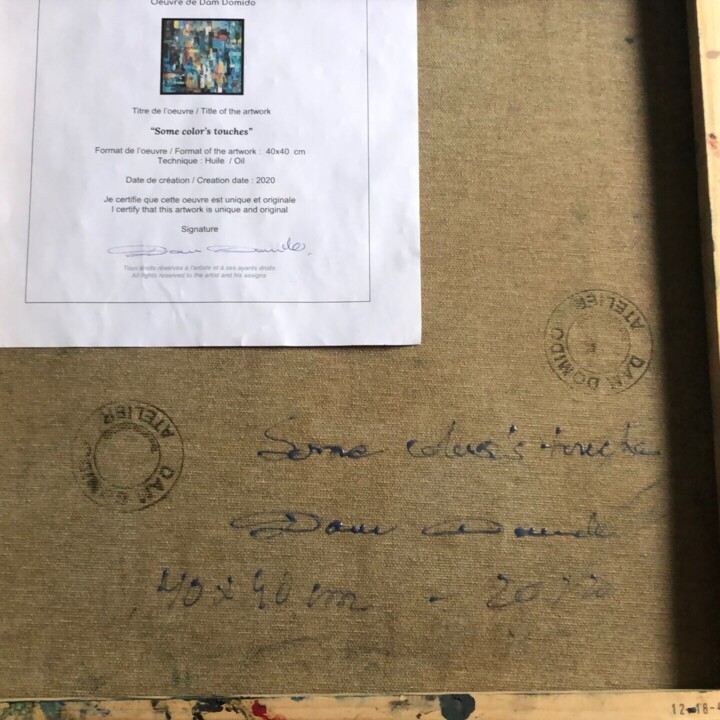 Oeuvre de Dam Domido
Titre de l'oeuvre / Title of the artwork
"Some color's touches"
Format de l'oeuvre / Format of the artwork : 40x40 cm
Technique : Huile / Oil
Date de création / Creation date : 2020
Je certifie que cette oeuvre est unique et originale
I certify that this artwork is unique and original
Signature
Dam Domido
Tous droits réservés à l'artiste et à ses ayants droits
All rights reserved to the artist and his assigns
ATELIER DAM DOMIDO
ATELIER DAM DOMIDO
Some color's touches
Dam Domido
40 x 40 cm - 2020
12-18-4